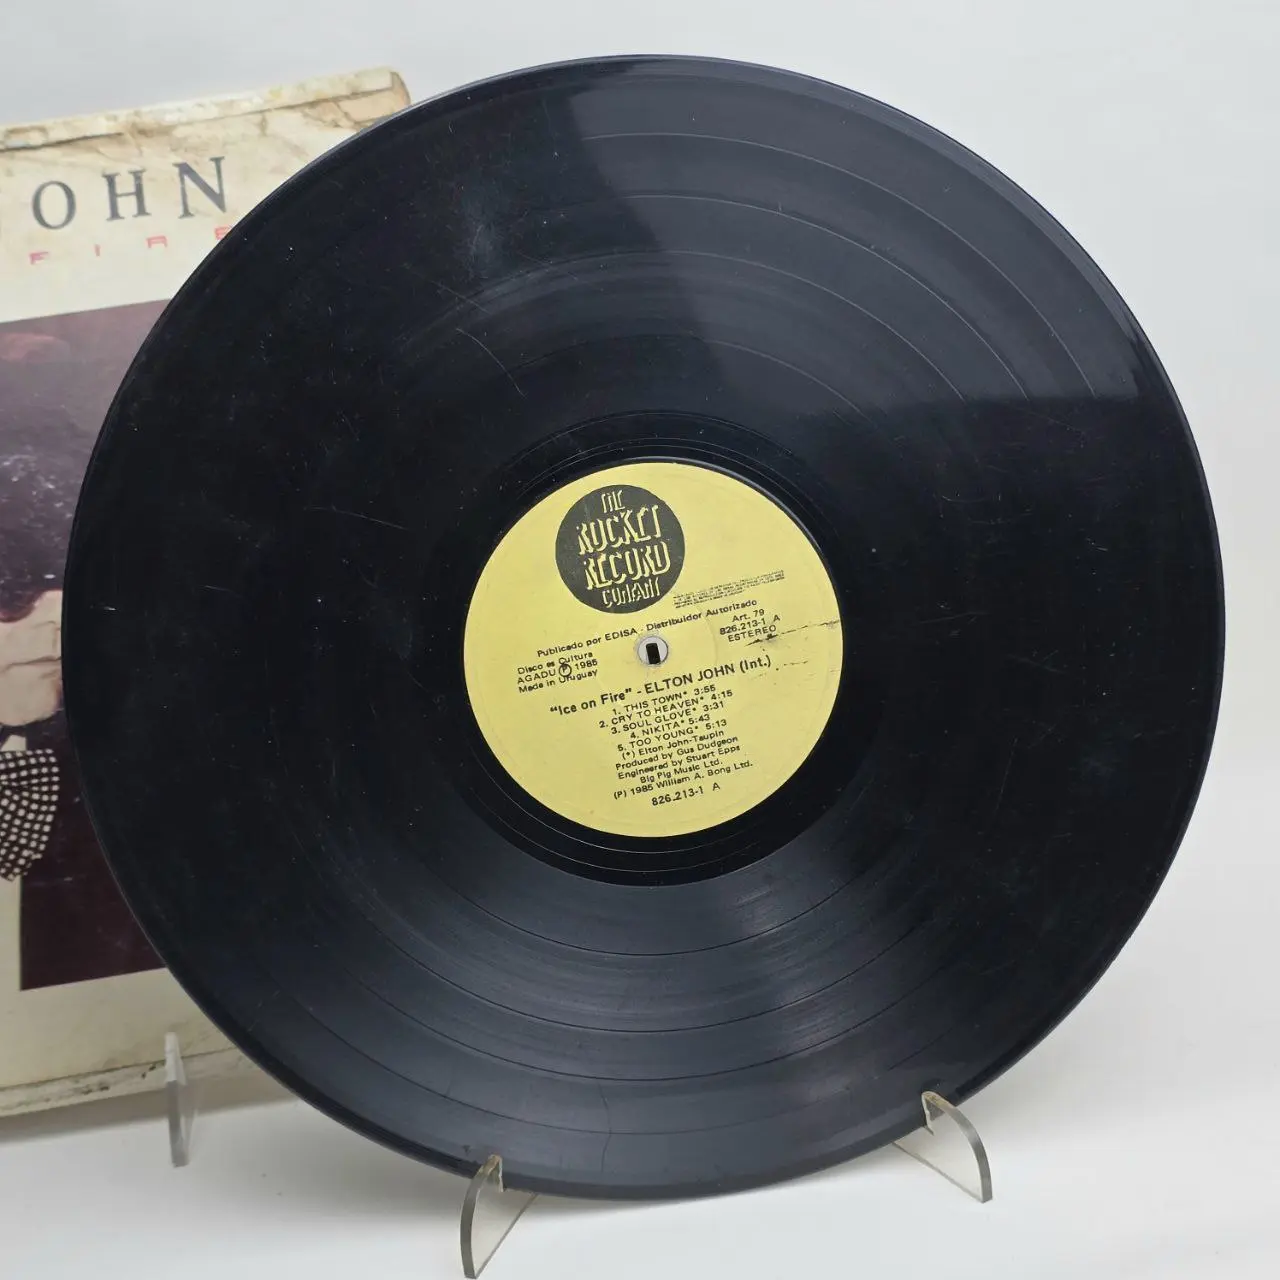 OHN
FIRE
THE
ROCKET
RECORD
COMPANY
Publicado por EDISA - Distribuidor Autorizado
Disco es Cultura
AGADU Ⓟ 1985
Made in Uruguay
Art. 79
826.213-1 A
ESTEREO
"Ice on Fire" - ELTON JOHN (Int.)
1. THIS TOWN* 3:55
2. CRY TO HEAVEN* 4:15
3. SOUL GLOVE* 3:31
4. NIKITA* 5:43
5. TOO YOUNG* 5:13
(*) Elton John-Taupin
Produced by Gus Dudgeon
Engineered by Stuart Epps
Big Pig Music Ltd.
(P) 1985 William A. Bong Ltd.
826.213-1 A